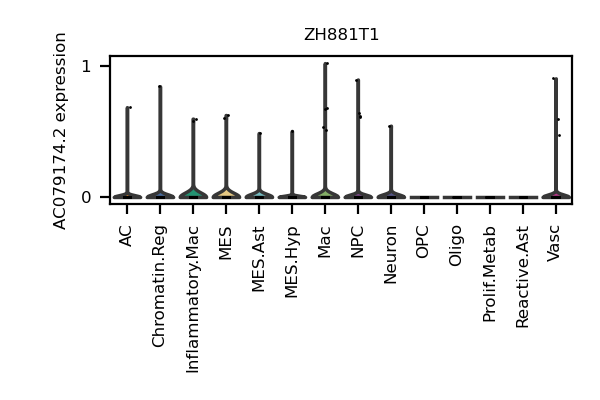 ZH881T1
AC079174.2 expression
1
0
AC
Chromatin.Reg
Inflammatory.Mac
MES
MES.Ast
MES.Hyp
Mac
NPC
Neuron
OPC
Oligo
Prolif.Metab
Reactive.Ast
Vasc